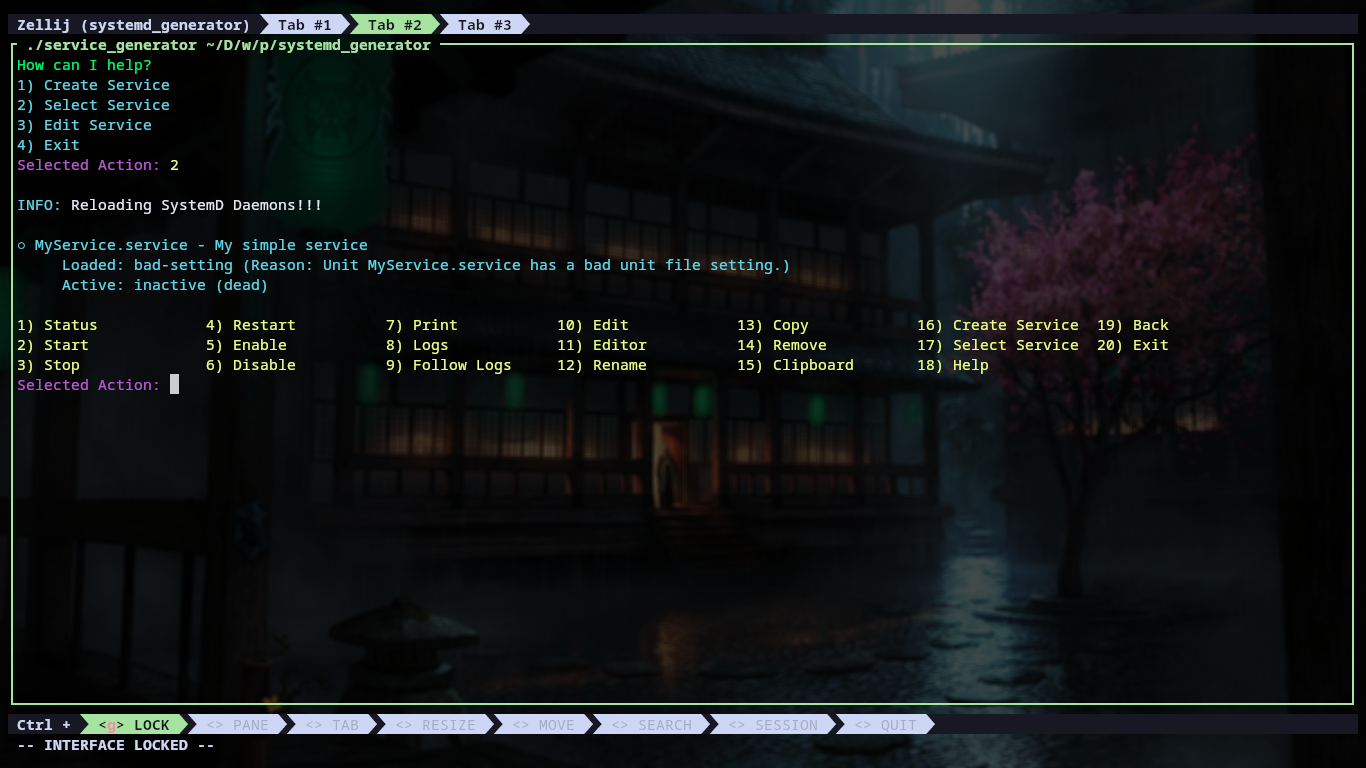 Zellij (systemd_generator) Tab #1 Tab #2 Tab #3
./service_generator ~/D/w/p/systemd_generator
How can I help?
1) Create Service
2) Select Service
3) Edit Service
4) Exit
Selected Action: 2
INFO: Reloading SystemD Daemons!!!
○ MyService.service - My simple service
Loaded: bad-setting (Reason: Unit MyService.service has a bad unit file setting.)
Active: inactive (dead)
1) Status 4) Restart 7) Print 10) Edit 13) Copy 16) Create Service 19) Back
2) Start 5) Enable 8) Logs 11) Editor 14) Remove 17) Select Service 20) Exit
3) Stop 6) Disable 9) Follow Logs 12) Rename 15) Clipboard 18) Help
Selected Action:
Ctrl + <g> LOCK <> PANE <> TAB <> RESIZE <> MOVE <> SEARCH <> SESSION <> QUIT
-- INTERFACE LOCKED --